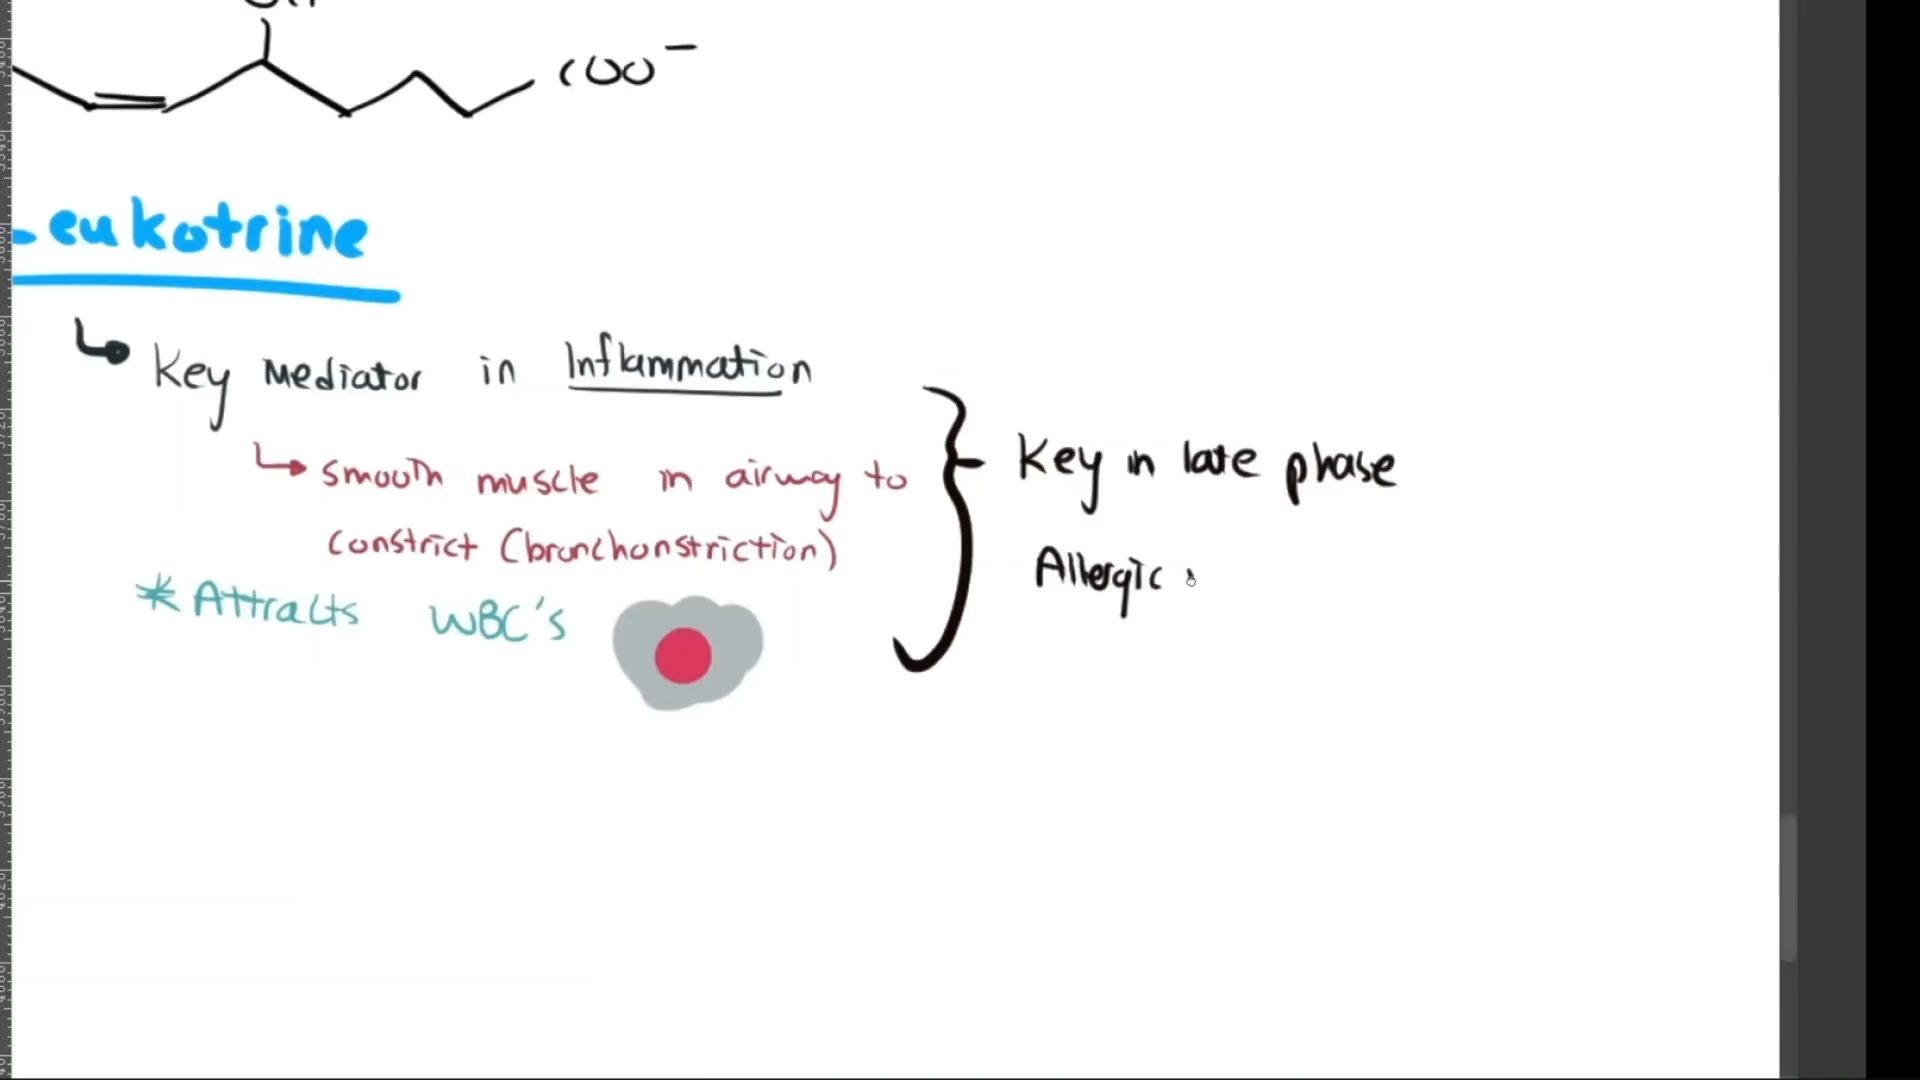 COO⁻
Leukotrine
Key Mediator in Inflammation
smooth muscle in airway to
constrict (bronchonstriction)
* Attracts WBC's
Key in late phase
Allergic